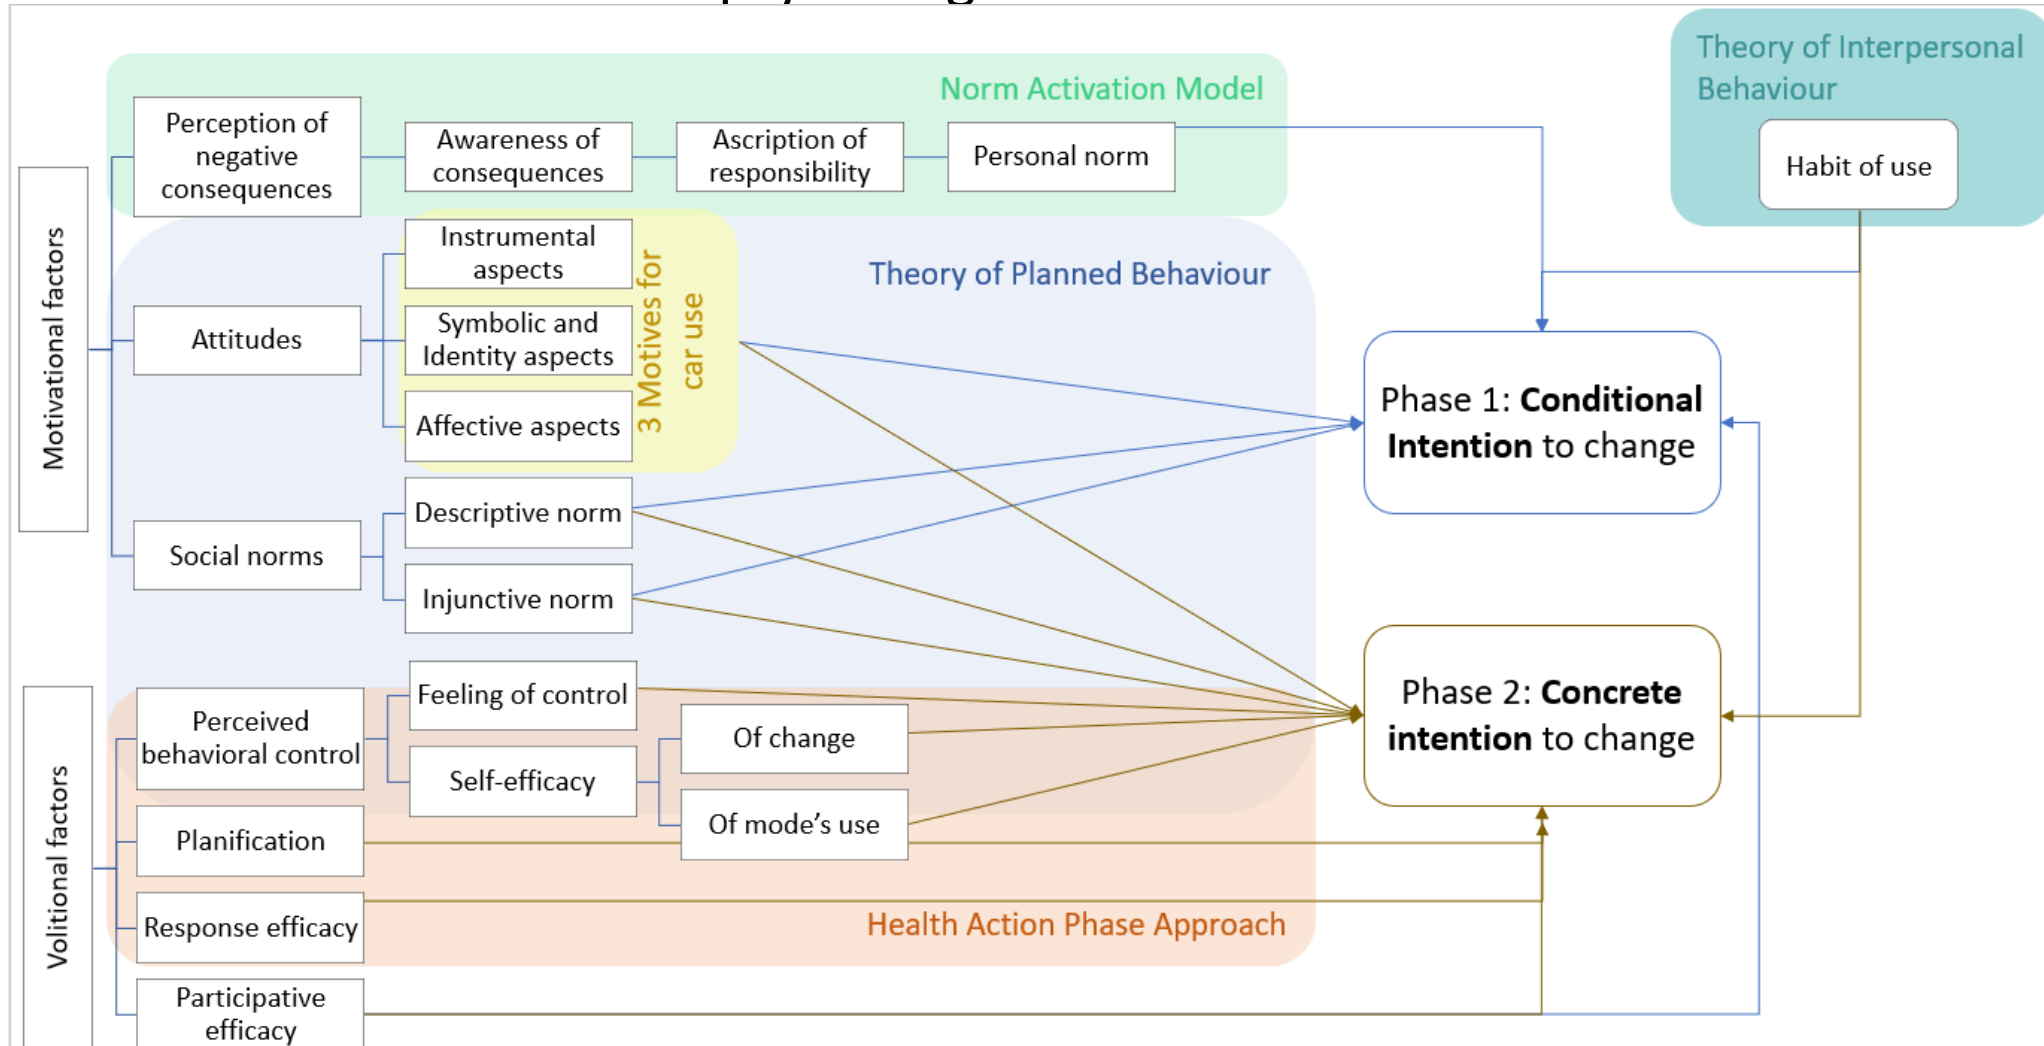 Theory of Interpersonal
Behaviour
Habit of use
Norm Activation Model
Perception of
negative
consequences
Awareness of
consequences
Ascription of
responsibility
Personal norm
Motivational factors
Theory of Planned Behaviour
Attitudes
Instrumental
aspects
Symbolic and
Identity aspects
Affective aspects
3 Motives for
car use
Social norms
Descriptive norm
Injunctive norm
Phase 1: Conditional
Intention to change
Phase 2: Concrete
intention to change
Volitional factors
Perceived
behavioral control
Feeling of control
Self-efficacy
Of change
Of mode's use
Planification
Response efficacy
Health Action Phase Approach
Participative
efficacy